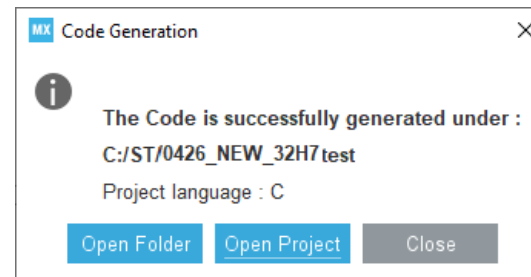 MX Code Generation
The Code is successfully generated under :
C:/ST/0426_NEW_32H7test
Project language : C
Open Folder Open Project Close